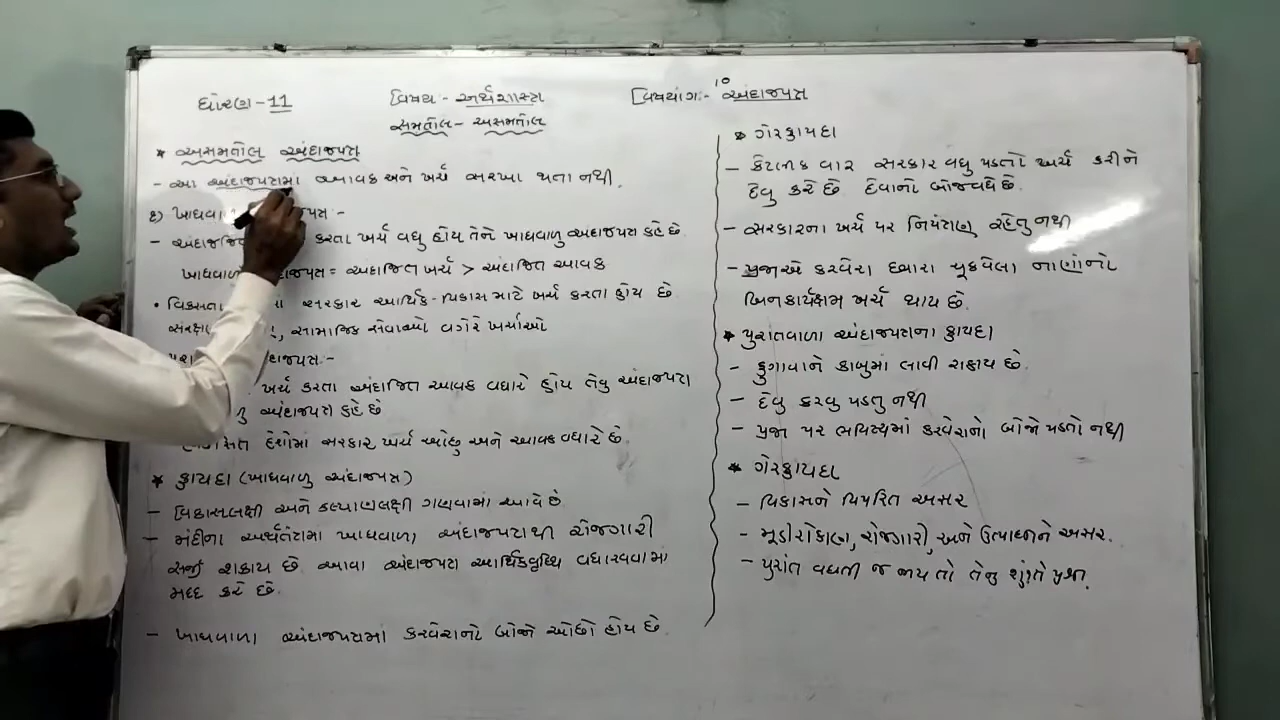 ધોરણ-11
વિષય - અર્થશાસ્ત્ર
વિષયાંગ - 10 અંદાજપત્ર
સમતોલ - અસમતોલ
* અસમતોલ અંદાજપત્ર
- આ અંદાજપત્રમાં આવક અને ખર્ચ સરખા થતા નથી.
ખાધવા
- કરતા ખર્ચ વધુ હોય તેને ખાધવાળુ અંદાજપત્ર કહે છે.
= અંદાજિત ખર્ચ > અંદાજિત આવક
• સરકાર આર્થિક-વિકાસ માટે ખર્ચ કરતા હોય છે
સામાજિક સેવાઓ વગેરે ખર્ચાઓ
ખર્ચ કરતા અંદાજિત આવક વધારે હોય તેવુ અંદાજપત્ર
અંદાજપત્ર કહે છે
દેશોમાં સરકાર ખર્ચ ઓછુ અને આવક વધારે છે.
* ફાયદા (ખાધવાળુ અંદાજપત્ર)
- વિકાસલક્ષી અને કલ્યાણલક્ષી ગણવામાં આવે છે
- મંદીના અર્થતંત્રમા ખાધવાળા અંદાજપત્રથી રોજગારી
સર્જી શકાય છે. આવા અંદાજપત્ર આર્થિકવૃધ્ધિ વધારવામાં
મદદ કરે છે.
- ખાધવાળા અંદાજપત્રમાં કરવેરાનો બોજો ઓછો હોય છે.
* ગેરફાયદા
- કેટલીક વાર સરકાર વધુ પડતો ખર્ચ કરીને
દેવુ કરે છે દેવાનો બોજ વધે છે.
- સરકારના ખર્ચ પર નિયંત્રણ રહેતુ નથી
- પ્રજાએ કરવેરા દ્વારા ચૂકવેલા નાણાંનો
બિનકાર્યક્ષમ ખર્ચ થાય છે.
* પુરાંતવાળા અંદાજપત્રના ફાયદા
- ફુગાવાને કાબુમાં લાવી શકાય છે.
- દેવુ કરવુ પડતુ નથી
- પ્રજા પર ભવિષ્યમાં કરવેરાનો બોજો પડતો નથી
* ગેરફાયદા
- વિકાસને વિપરિત અસર
- મૂડીરોકાણ, રોજગારી, અને ઉત્પાદનને અસર.
- પુરાંત વધતી જ જાય તો તેનુ શું?તે પ્રશ્ન.